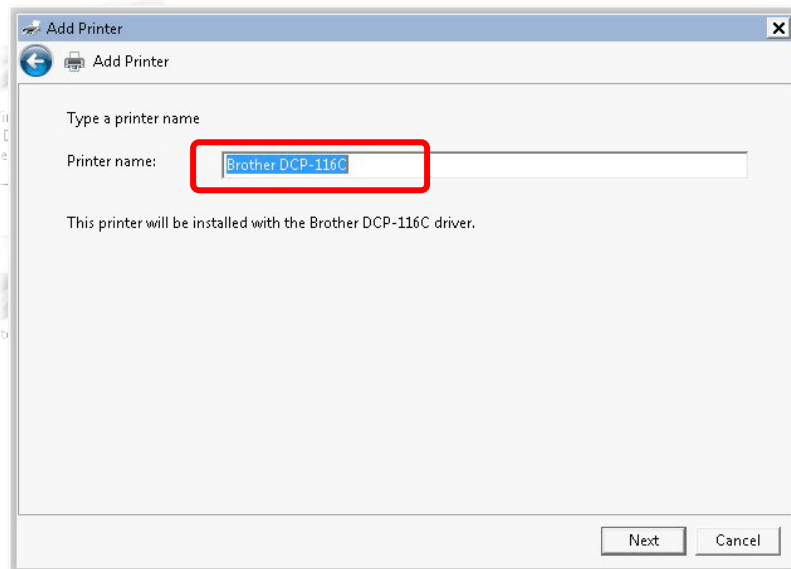 Add Printer
Add Printer
Type a printer name
Printer name: Brother DCP-116C
This printer will be installed with the Brother DCP-116C driver.
Next Cancel